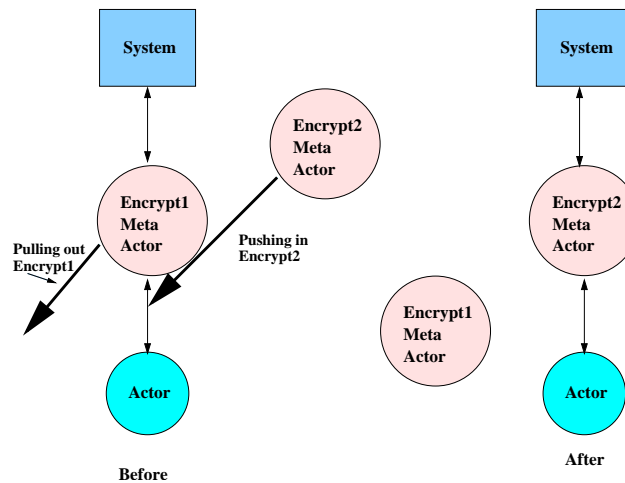 System
Encrypt1
Meta
Actor
Encrypt2
Meta
Actor
Pulling out
Encrypt1
Pushing in
Encrypt2
Actor
Before
System
Encrypt2
Meta
Actor
Encrypt1
Meta
Actor
Actor
After